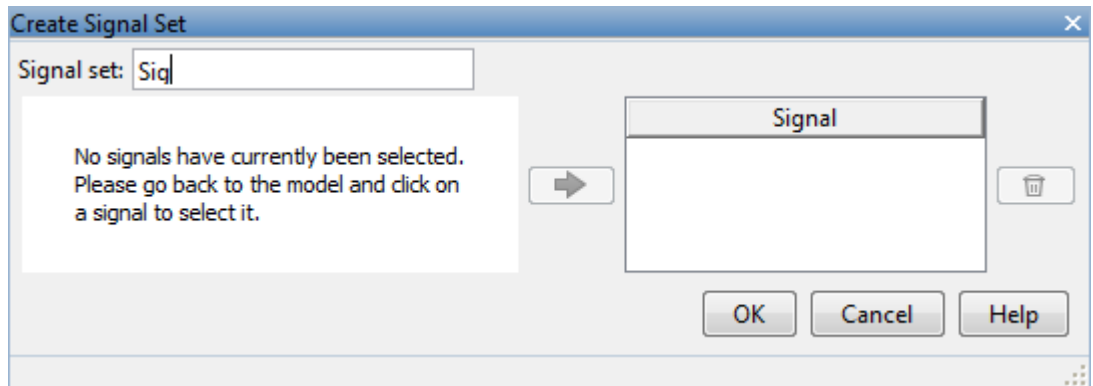 Create Signal Set
Signal set: Sig
No signals have currently been selected.
Please go back to the model and click on
a signal to select it.
Signal
OK Cancel Help